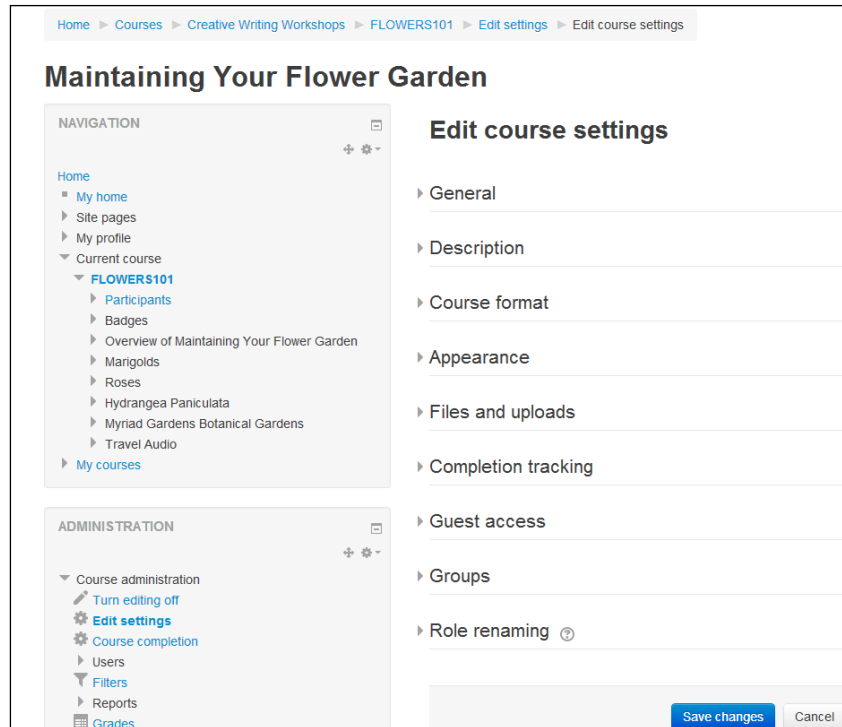 Home ► Courses ► Creative Writing Workshops ► FLOWERS101 ► Edit settings ► Edit course settings
Maintaining Your Flower Garden
NAVIGATION
Home
My home
Site pages
My profile
Current course
FLOWERS101
Participants
Badges
Overview of Maintaining Your Flower Garden
Marigolds
Roses
Hydrangea Paniculata
Myriad Gardens Botanical Gardens
Travel Audio
My courses
ADMINISTRATION
Course administration
Turn editing off
Edit settings
Course completion
Users
Filters
Reports
Grades
Edit course settings
General
Description
Course format
Appearance
Files and uploads
Completion tracking
Guest access
Groups
Role renaming ?
Save changes Cancel